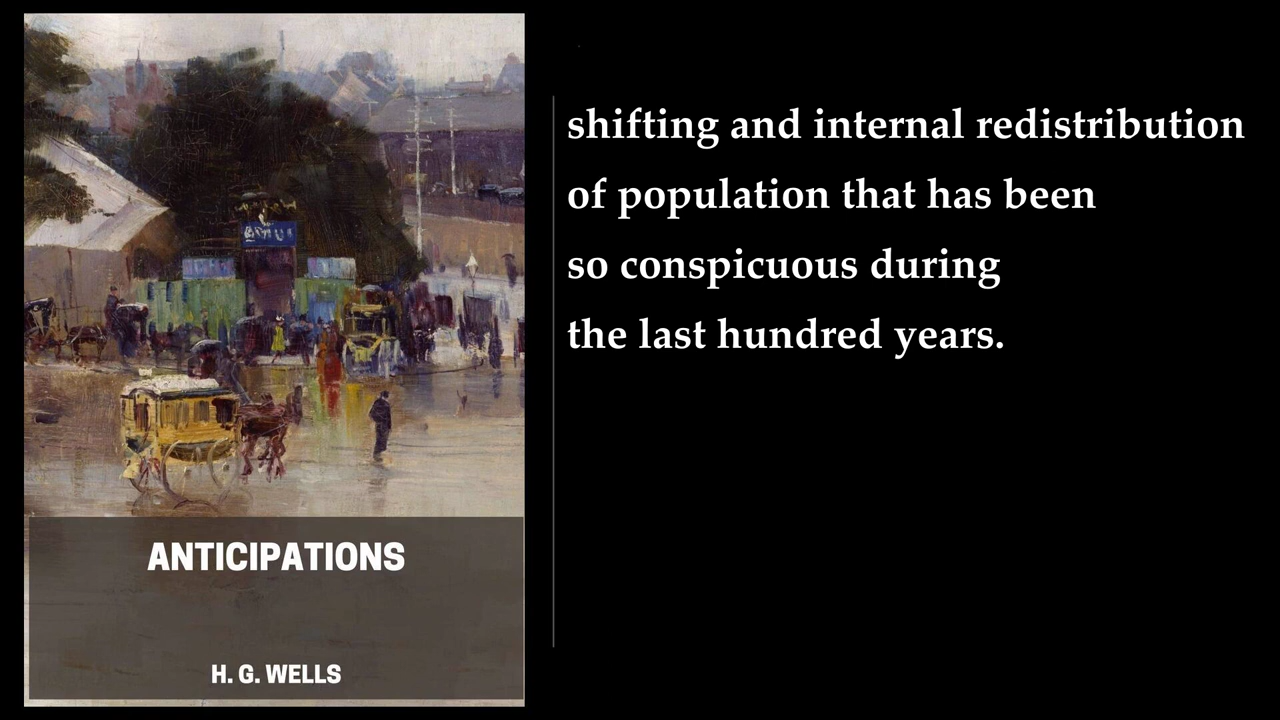 shifting and internal redistribution
of population that has been
so conspicuous during
the last hundred years.
ANTICIPATIONS
H. G. WELLS